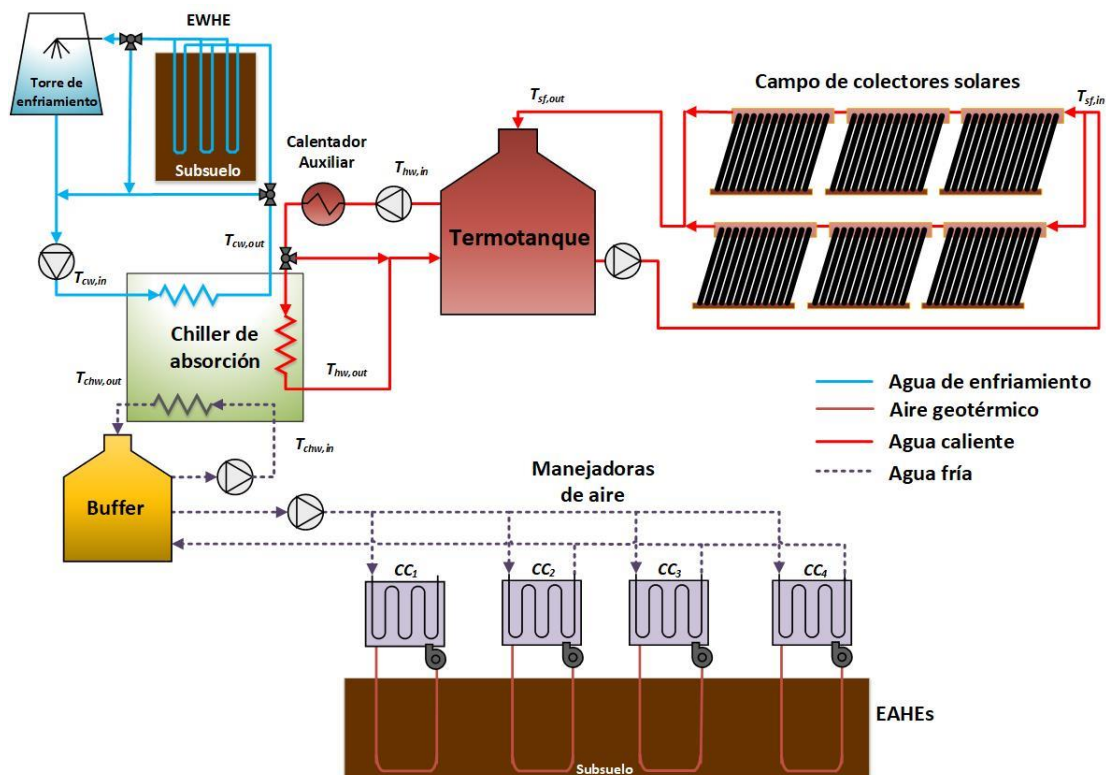 EWHE
Torre de
enfriamiento
Subsuelo
Campo de colectores solares
T_sf,out
T_sf,in
Calentador
Auxiliar
T_hw,in
Termotanque
T_cw,out
T_cw,in
Chiller de
absorción
T_hw,out
T_chw,out
T_chw,in
Agua de enfriamiento
Aire geotérmico
Agua caliente
Agua fría
Buffer
Manejadoras
de aire
CC1
CC2
CC3
CC4
EAHEs
Subsuelo